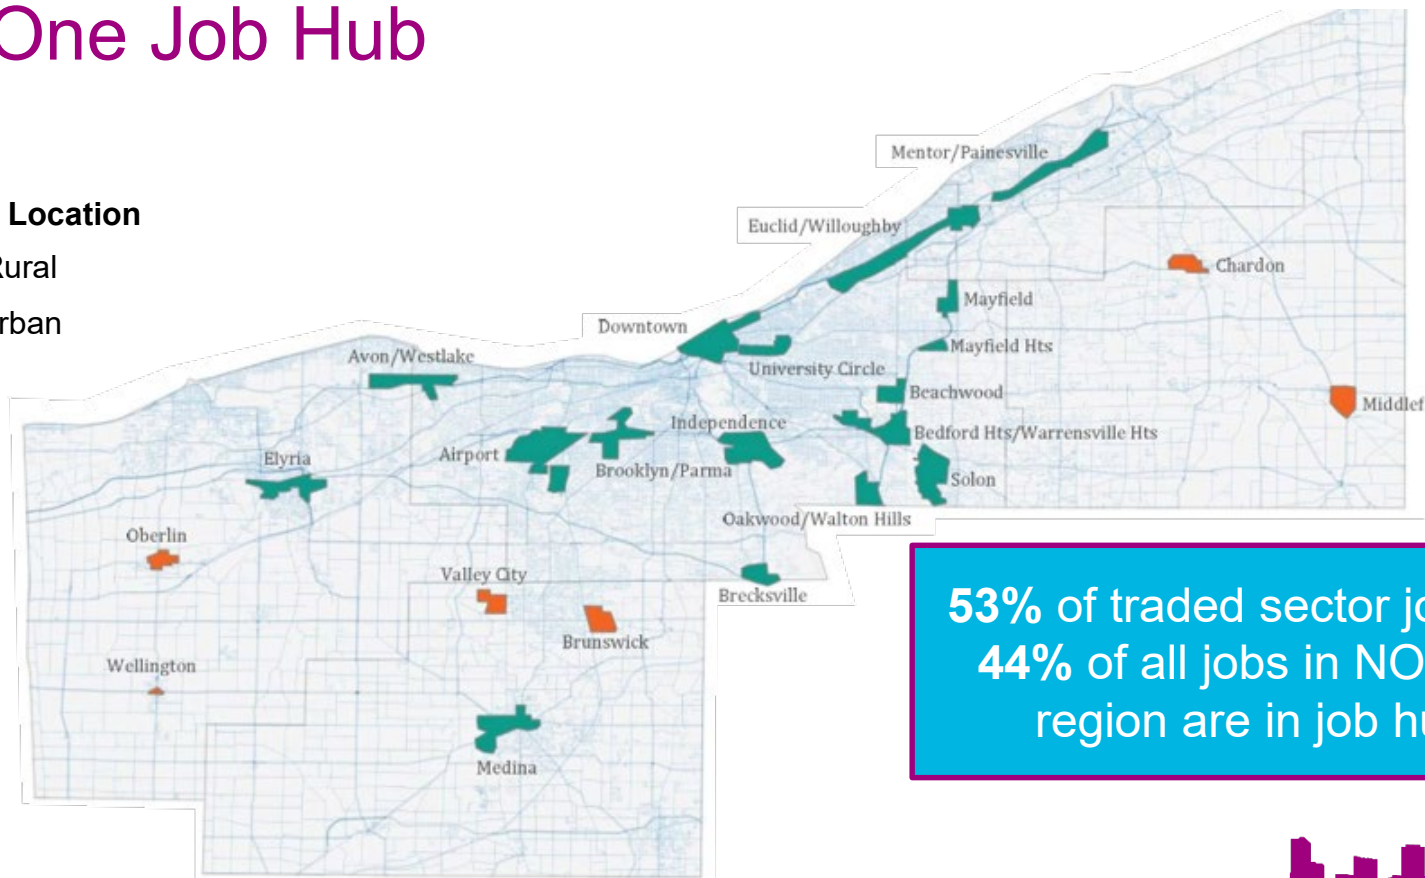 One Job Hub
Location
Rural
rban
Mentor/Painesville
Euclid/Willoughby
Chardon
Mayfield
Downtown
Mayfield Hts
Avon/Westlake
University Circle
Beachwood
Middlef
Independence
Bedford Hts/Warrensville Hts
Airport
Elyria
Brooklyn/Parma
Solon
Oakwood/Walton Hills
Oberlin
Valley City
Brecksville
Brunswick
Wellington
Medina
53% of traded sector jo
44% of all jobs in NO
region are in job hu